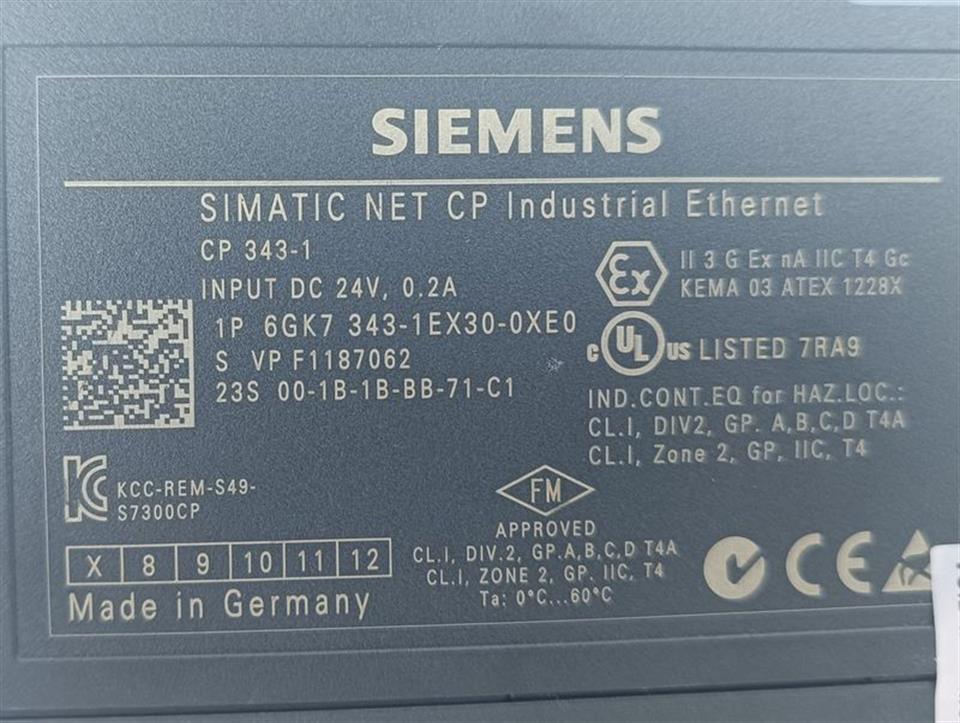 SIEMENS
SIMATIC NET CP Industrial Ethernet
CP 343-1
INPUT DC 24V, 0.2A
1P 6GK7 343-1EX30-0XE0
S VP F1187062
23S 00-1B-1B-BB-71-C1
Ex II 3 G Ex nA IIC T4 Gc
KEMA 03 ATEX 1228X
c UL us LISTED 7RA9
IND.CONT.EQ for HAZ.LOC.:
CL.I, DIV2, GP. A,B,C,D T4A
CL.I, Zone 2, GP, IIC, T4
KCC-REM-S49-
S7300CP
FM
APPROVED
CL.I, DIV.2, GP.A,B,C,D T4A
CL.I, ZONE 2, GP. IIC, T4
Ta: 0°C...60°C
X 8 9 10 11 12
Made in Germany
CE